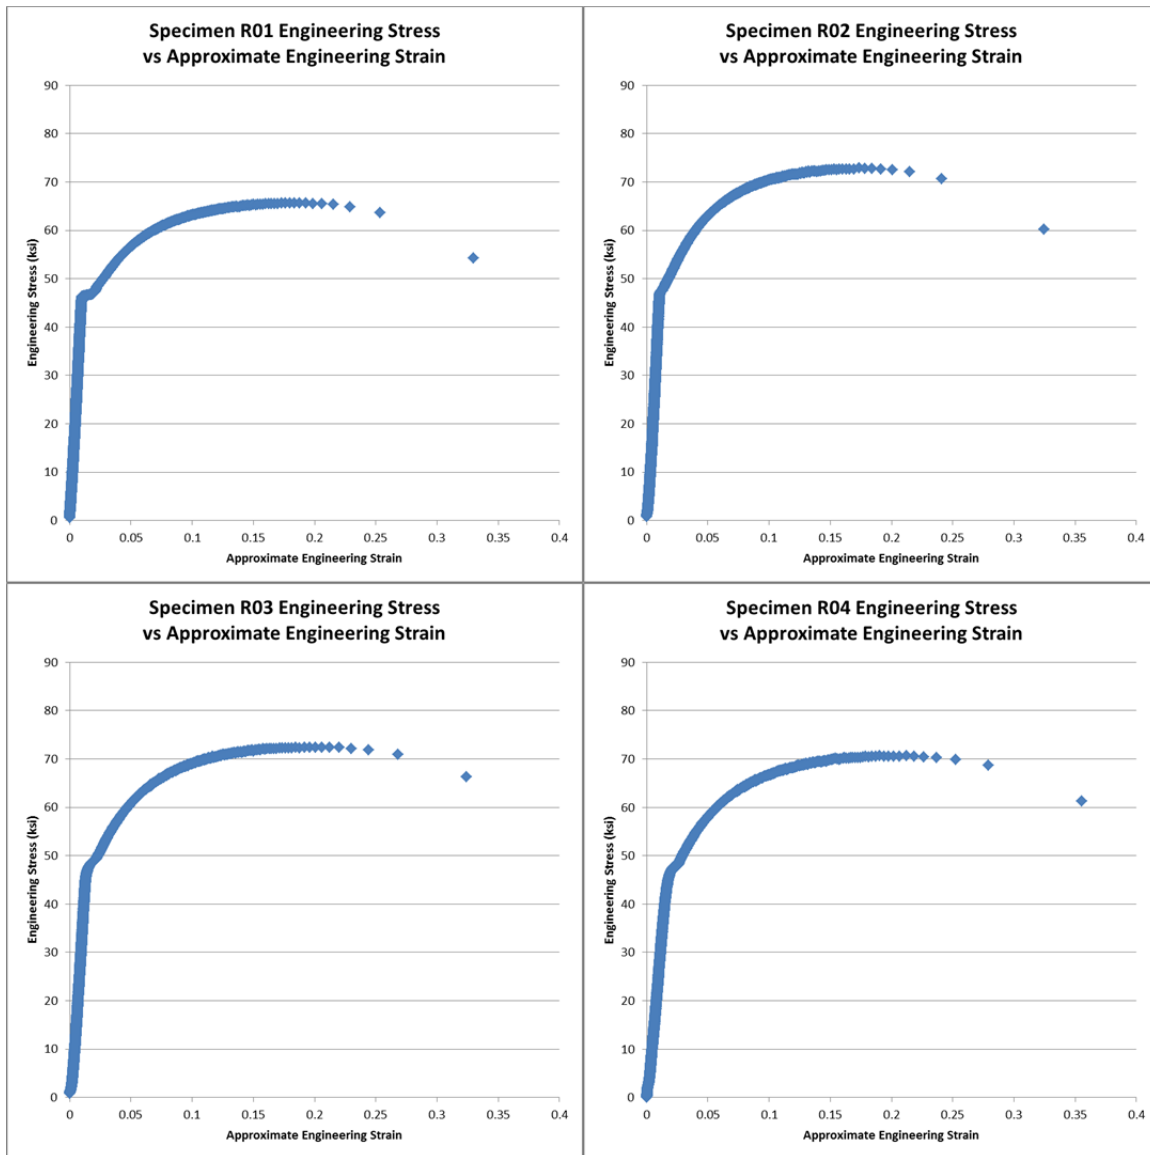 Specimen R01 Engineering Stress
vs Approximate Engineering Strain
90
80
70
60
50
40
30
20
10
0
Engineering Stress (ksi)
0 0.05 0.1 0.15 0.2 0.25 0.3 0.35 0.4
Approximate Engineering Strain
Specimen R02 Engineering Stress
vs Approximate Engineering Strain
90
80
70
60
50
40
30
20
10
0
Engineering Stress (ksi)
0 0.05 0.1 0.15 0.2 0.25 0.3 0.35 0.4
Approximate Engineering Strain
Specimen R03 Engineering Stress
vs Approximate Engineering Strain
90
80
70
60
50
40
30
20
10
0
Engineering Stress (ksi)
0 0.05 0.1 0.15 0.2 0.25 0.3 0.35 0.4
Approximate Engineering Strain
Specimen R04 Engineering Stress
vs Approximate Engineering Strain
90
80
70
60
50
40
30
20
10
0
Engineering Stress (ksi)
0 0.05 0.1 0.15 0.2 0.25 0.3 0.35 0.4
Approximate Engineering Strain